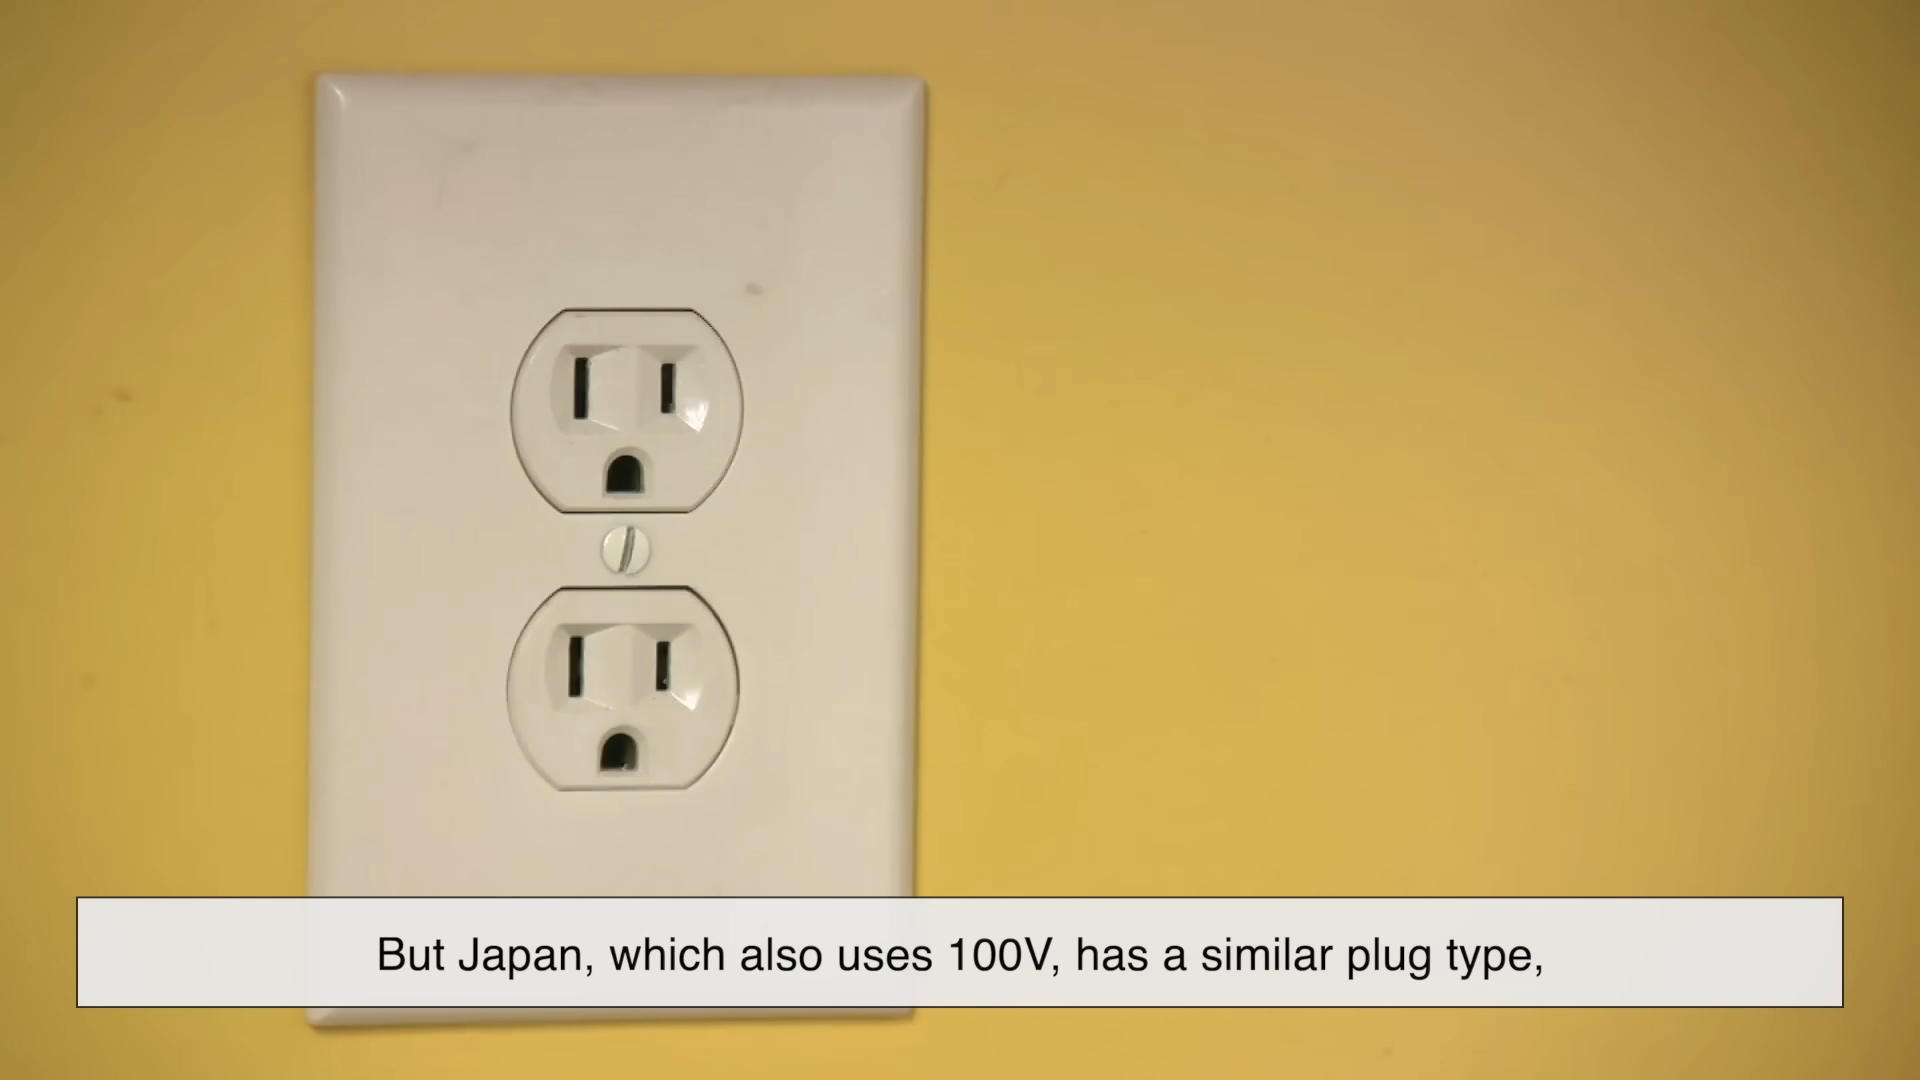 But Japan, which also uses 100V, has a similar plug type,